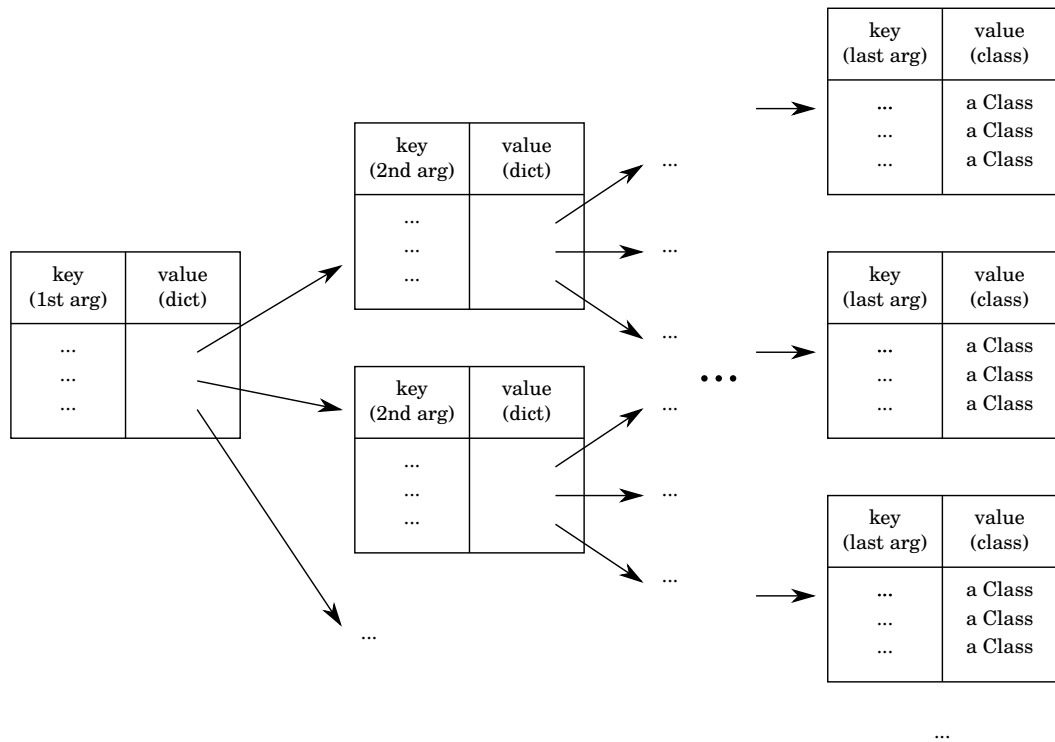 key value
(1st arg) (dict)
...
...
...
key value
(2nd arg) (dict)
...
...
...
key value
(2nd arg) (dict)
...
...
...
...
...
...
...
...
...
...
...
...
key value
(last arg) (class)
... a Class
... a Class
... a Class
key value
(last arg) (class)
... a Class
... a Class
... a Class
key value
(last arg) (class)
... a Class
... a Class
... a Class
...